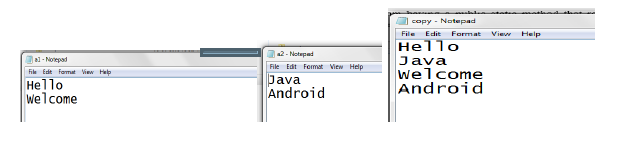 a1 - Notepad
File Edit Format View Help
Hello
Welcome
a2 - Notepad
File Edit Format View Help
Java
Android
copy - Notepad
File Edit Format View Help
Hello
Java
Welcome
Android